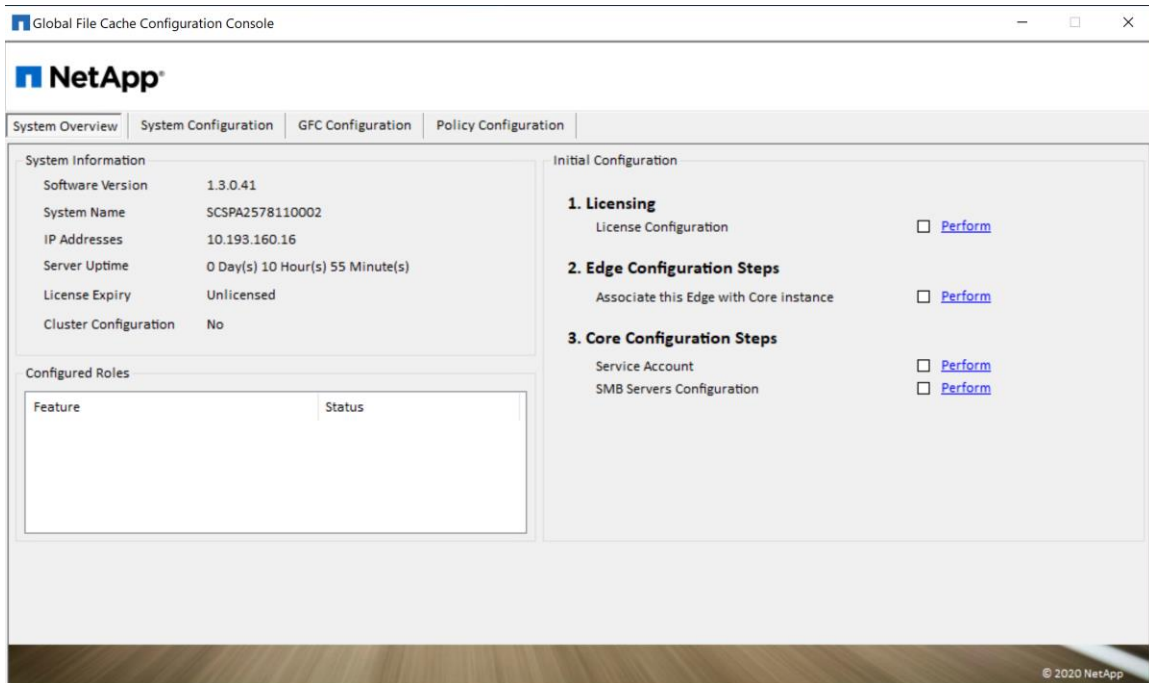 Global File Cache Configuration Console
NetApp®
System Overview
System Configuration
GFC Configuration
Policy Configuration
System Information
Software Version 1.3.0.41
System Name SCSPA2578110002
IP Addresses 10.193.160.16
Server Uptime 0 Day(s) 10 Hour(s) 55 Minute(s)
License Expiry Unlicensed
Cluster Configuration No
Configured Roles
Feature Status
Initial Configuration
1. Licensing
License Configuration Perform
2. Edge Configuration Steps
Associate this Edge with Core instance Perform
3. Core Configuration Steps
Service Account Perform
SMB Servers Configuration Perform
© 2020 NetApp